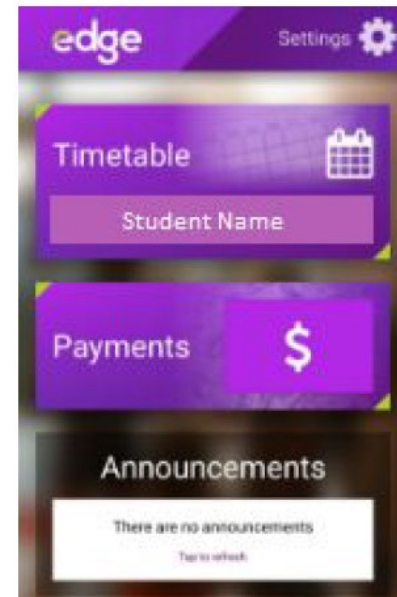 edge
Settings
Timetable
Student Name
Payments
$
Announcements
There are no announcements
Tap to refresh